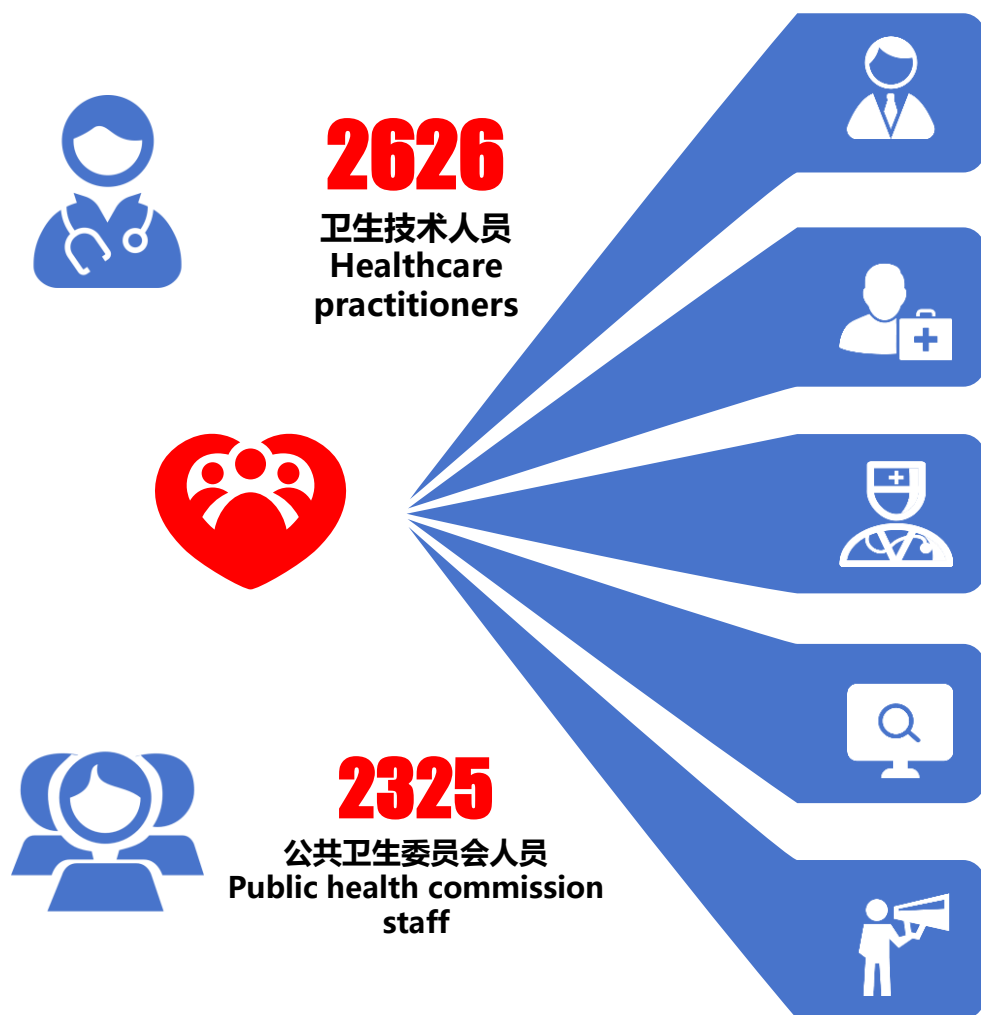 2626
卫生技术人员
Healthcare
practitioners
2325
公共卫生委员会人员
Public health commission
staff